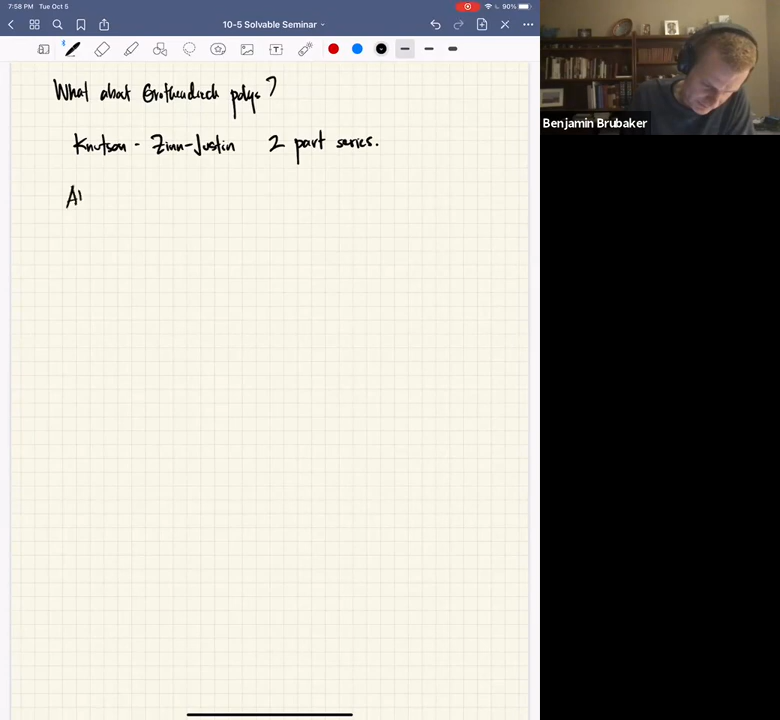 7:58 PM Tue Oct 5
90%
10-5 Solvable Seminar
What about Grothendieck polys?
Knutson - Zinn-Justin 2 part series.
Benjamin Brubaker